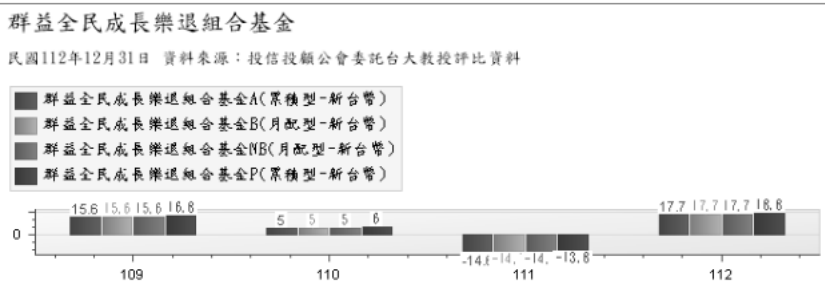 群益全民成長樂退組合基金
民國112年12月31日 資料來源：投信投顧公會委託台大教授評比資料
群益全民成長樂退組合基金A(累積型-新台幣)
群益全民成長樂退組合基金B(月配型-新台幣)
群益全民成長樂退組合基金NB(月配型-新台幣)
群益全民成長樂退組合基金P(累積型-新台幣)
15.6 15.6 15.6 16.6 5 5 5 6 17.7 17.7 17.7 18.8
0
-14. -14. -13.8
109 110 111 112